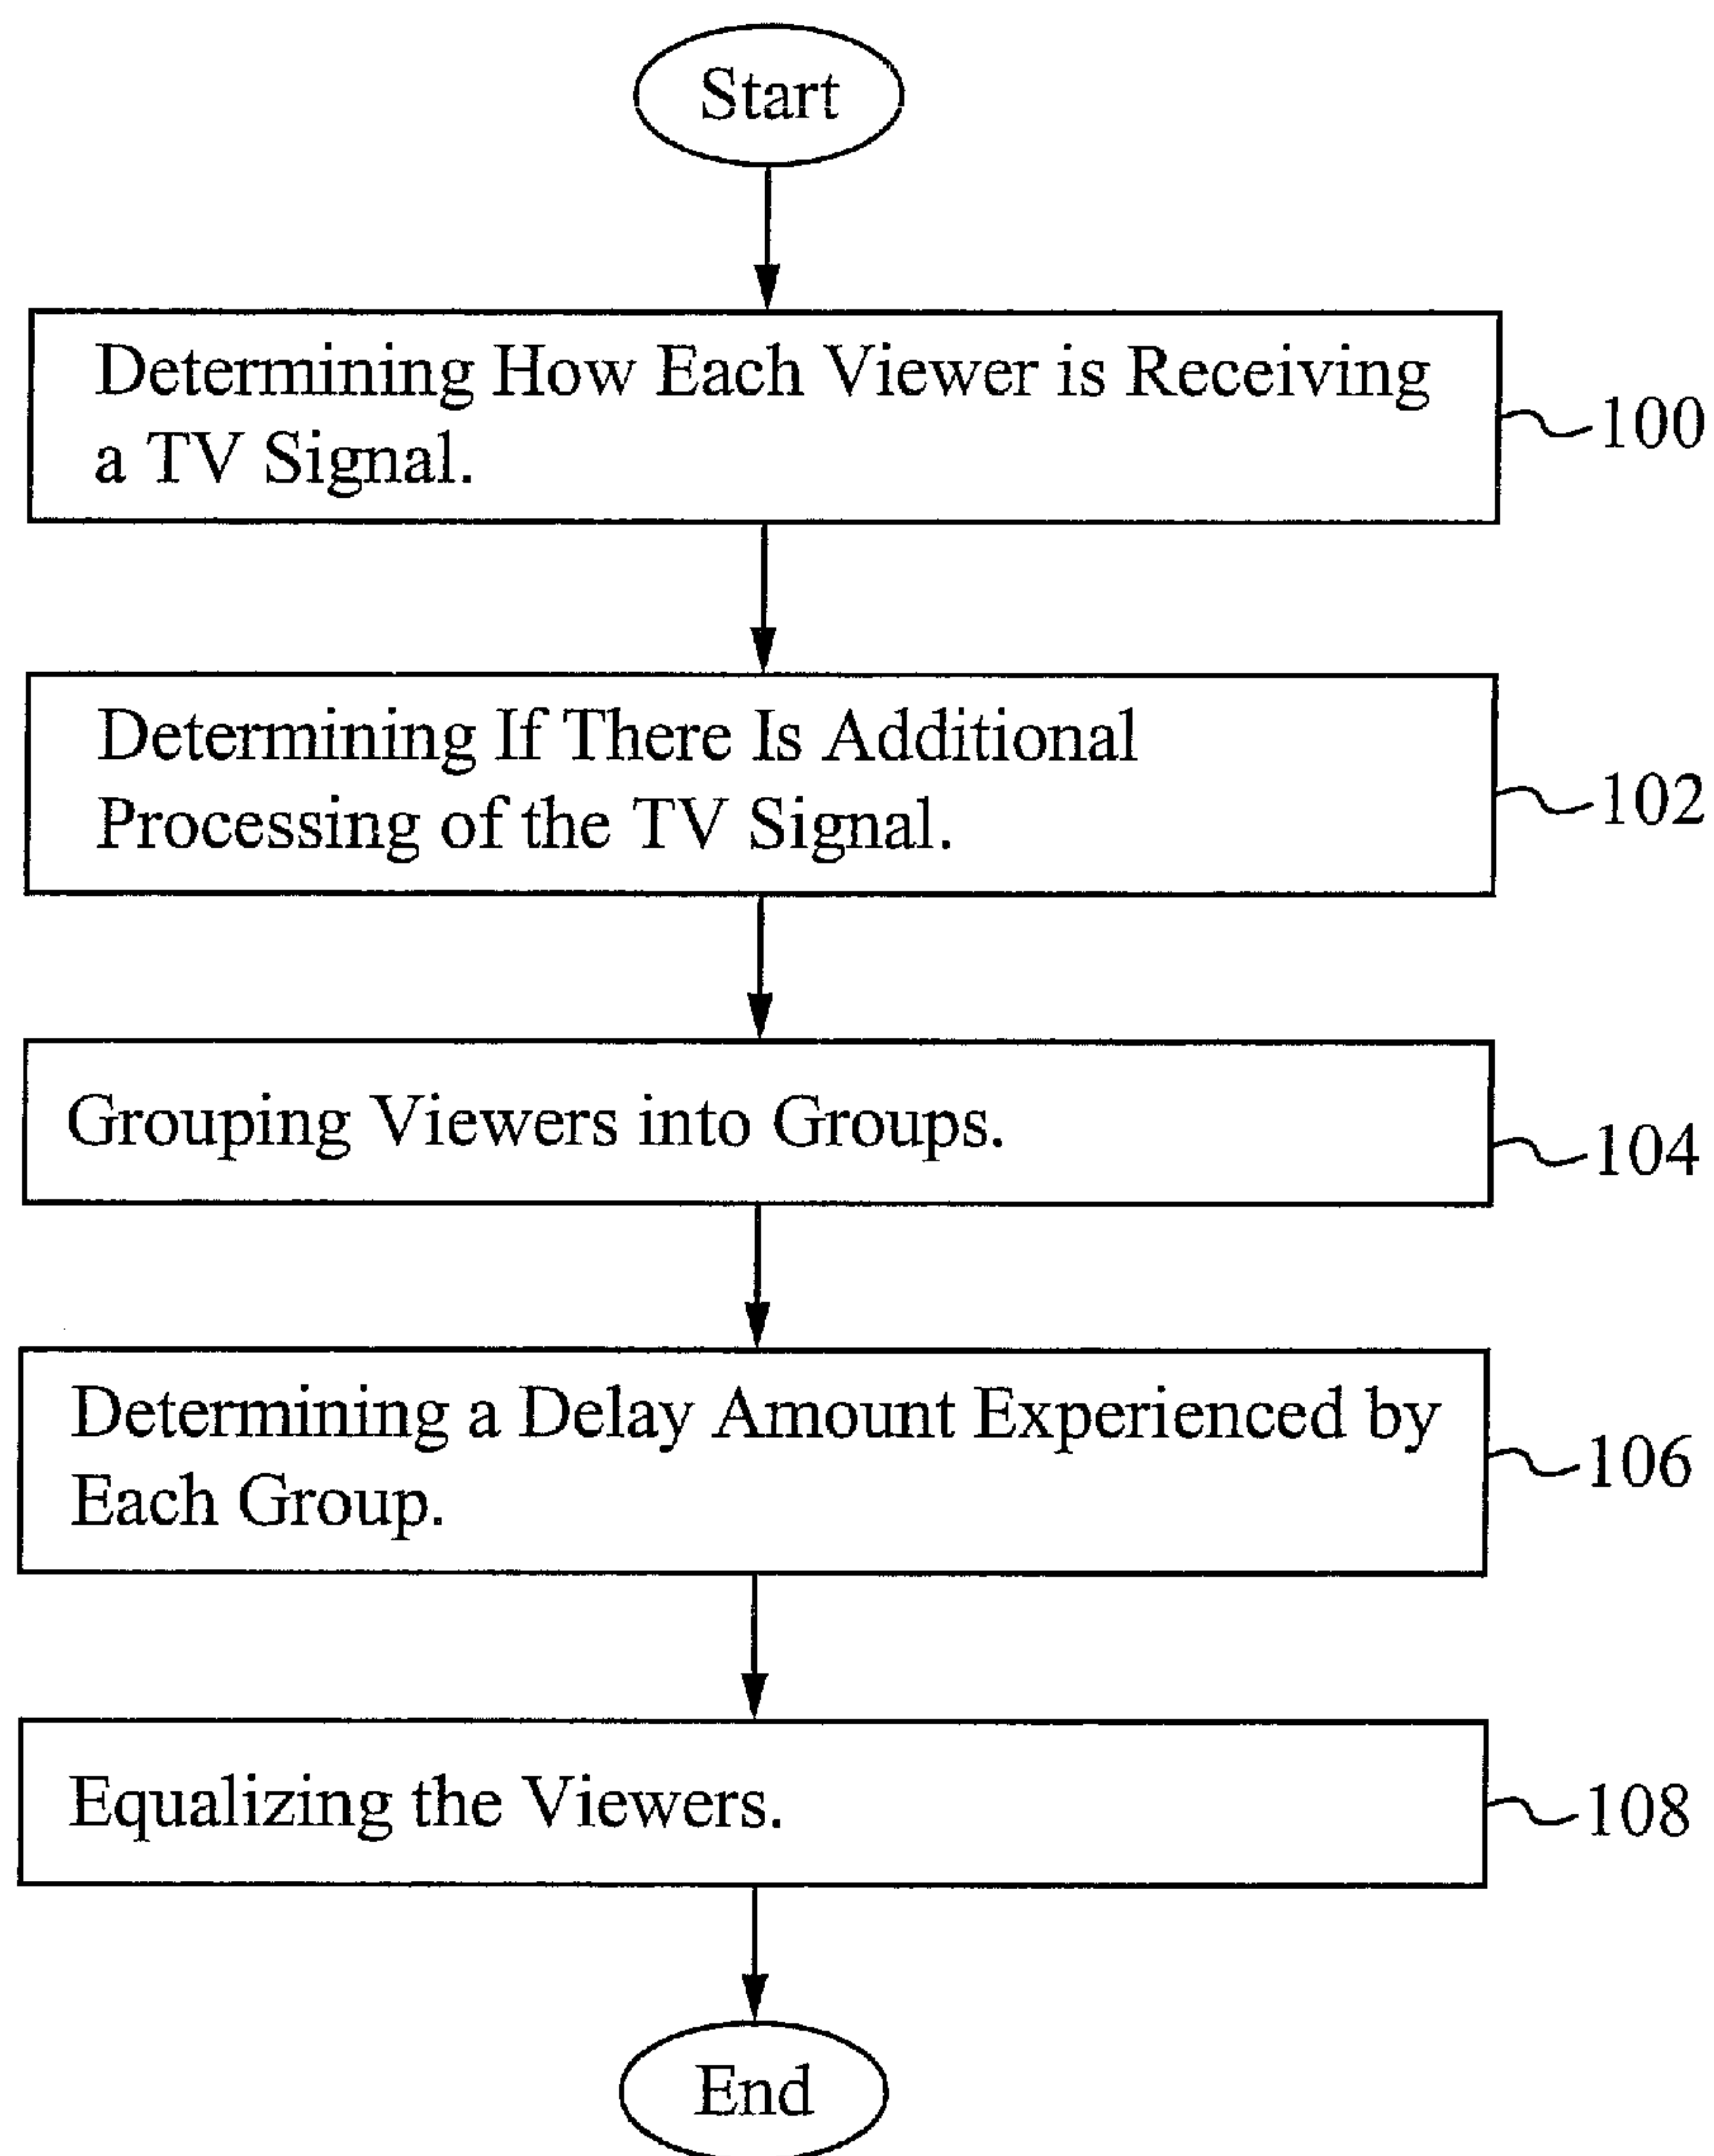 Start
Determining How Each Viewer is Receiving
a TV Signal.
100
Determining If There Is Additional
Processing of the TV Signal.
102
Grouping Viewers into Groups.
104
Determining a Delay Amount Experienced by
Each Group.
106
Equalizing the Viewers.
108
End